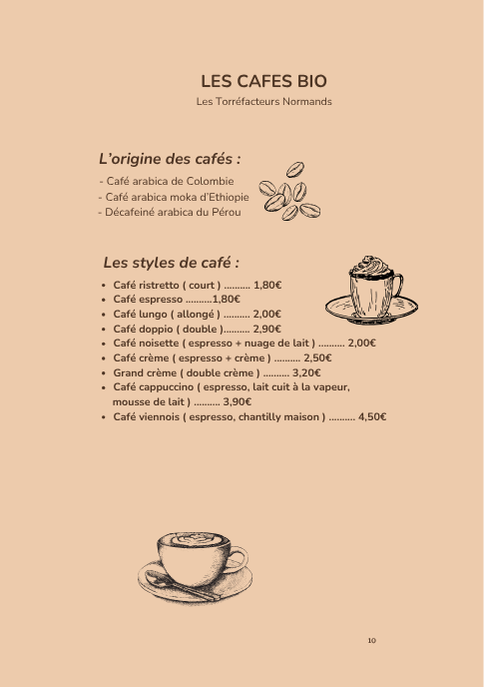 LES CAFES BIO
Les Torréfacteurs Normands
L'origine des cafés :
- Café arabica de Colombie
- Café arabica moka d'Ethiopie
- Décafeiné arabica du Pérou
Les styles de café :
• Café ristretto ( court ) .......... 1,80€
• Café espresso ..........1,80€
• Café lungo ( allongé ) .......... 2,00€
• Café doppio ( double ).......... 2,90€
• Café noisette ( espresso + nuage de lait ) .......... 2,00€
• Café crème ( espresso + crème ) .......... 2,50€
• Grand crème ( double crème ) .......... 3,20€
• Café cappuccino ( espresso, lait cuit à la vapeur,
mousse de lait ) .......... 3,90€
• Café viennois ( espresso, chantilly maison ) .......... 4,50€
10